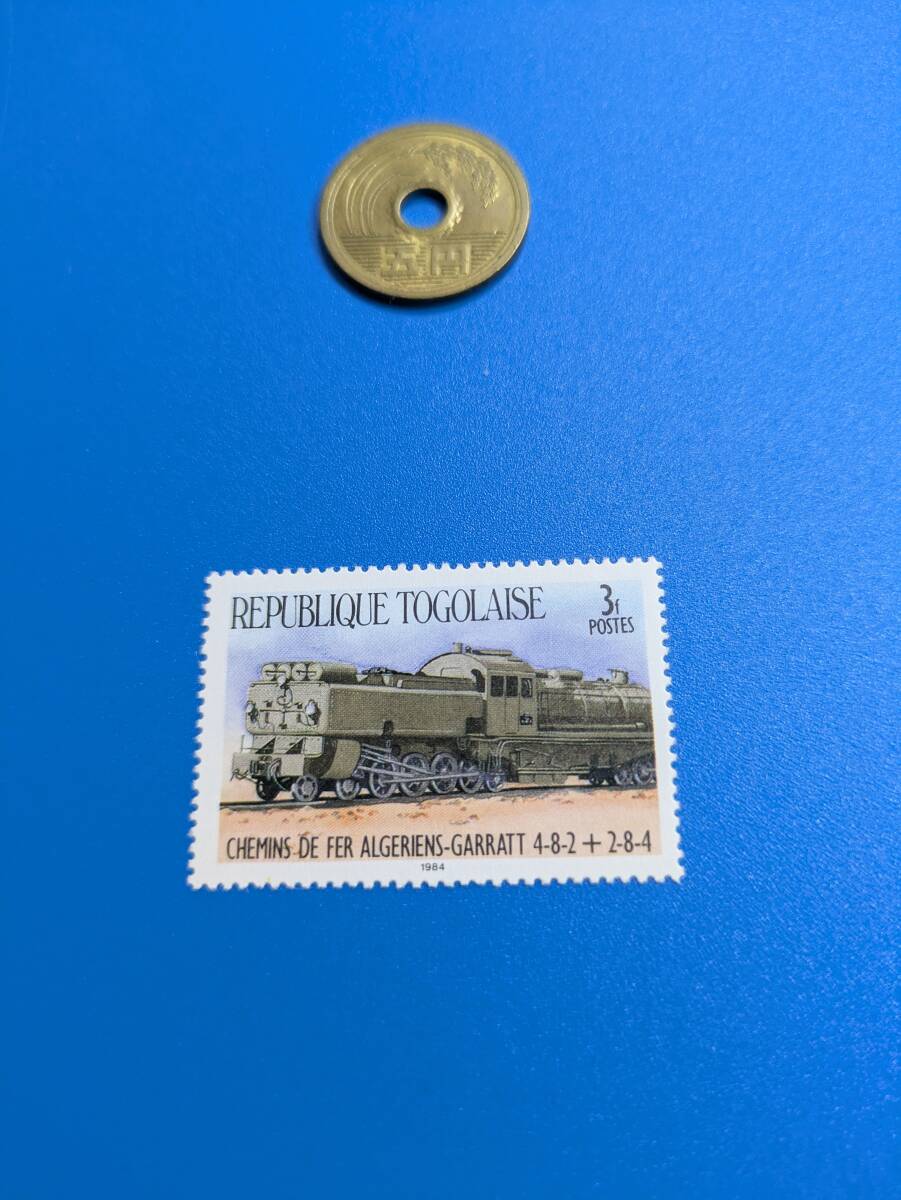 五円
REPUBLIQUE TOGOLAISE
3f
POSTES
CHEMINS DE FER ALGERIENS-GARRATT 4-8-2 + 2-8-4
1984